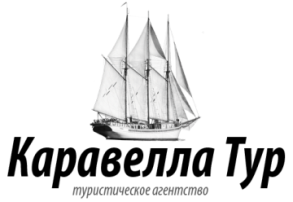 Каравелла Тур
туристическое агентство